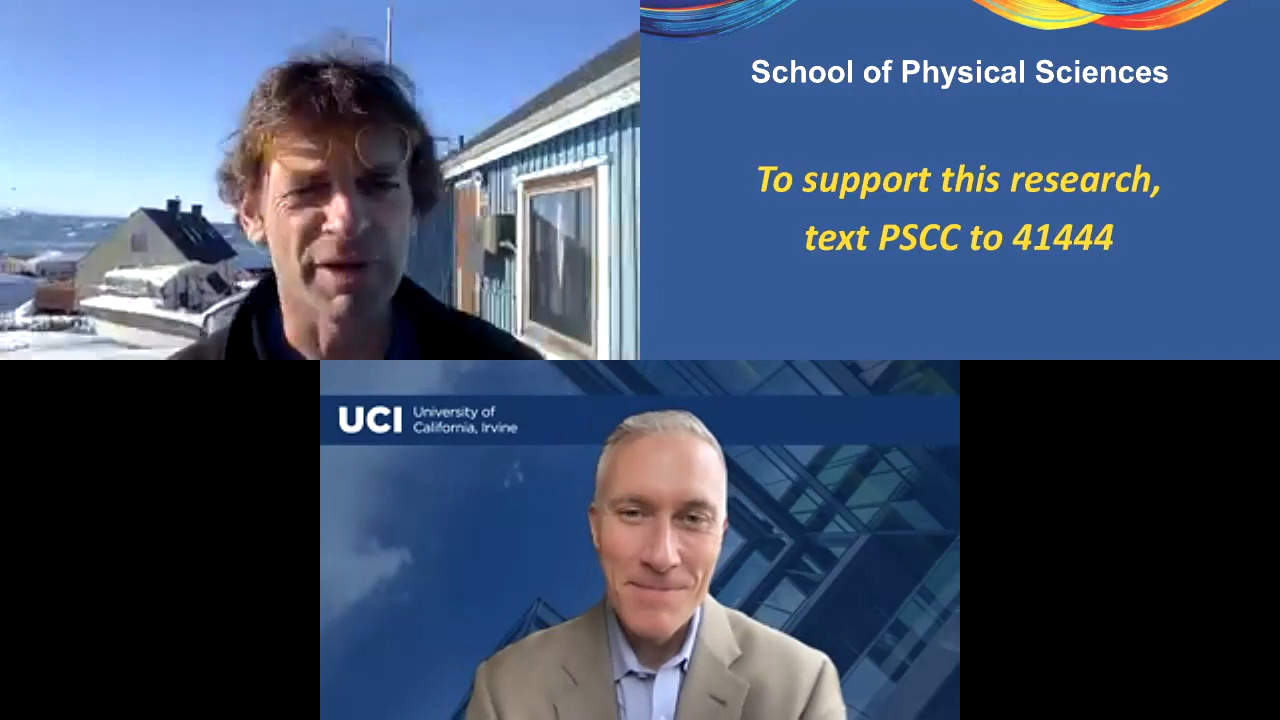 School of Physical Sciences
To support this research,
text PSCC to 41444
UCI
University of
California, Irvine